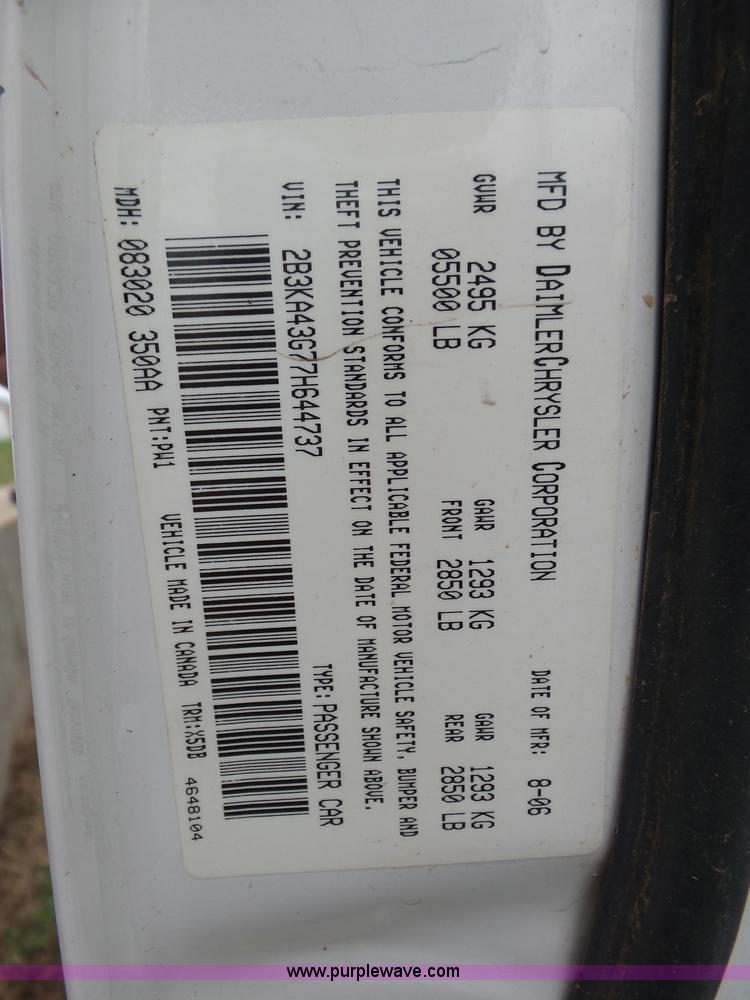 MFD BY DAIMLERCHRYSLER CORPORATION DATE OF MFR: 8-06
GVWR 2495 KG GAWR 1293 KG GAWR 1293 KG
05500 LB FRONT 2850 LB REAR 2850 LB
THIS VEHICLE CONFORMS TO ALL APPLICABLE FEDERAL MOTOR VEHICLE SAFETY, BUMPER AND
THEFT PREVENTION STANDARDS IN EFFECT ON THE DATE OF MANUFACTURE SHOWN ABOVE.
VIN: 2B3KA43G77H644737 TYPE: PASSENGER CAR
MDH: 083020 350AA PNT:PW1 VEHICLE MADE IN CANADA TRM:X5DB 4648104
www.purplewave.com